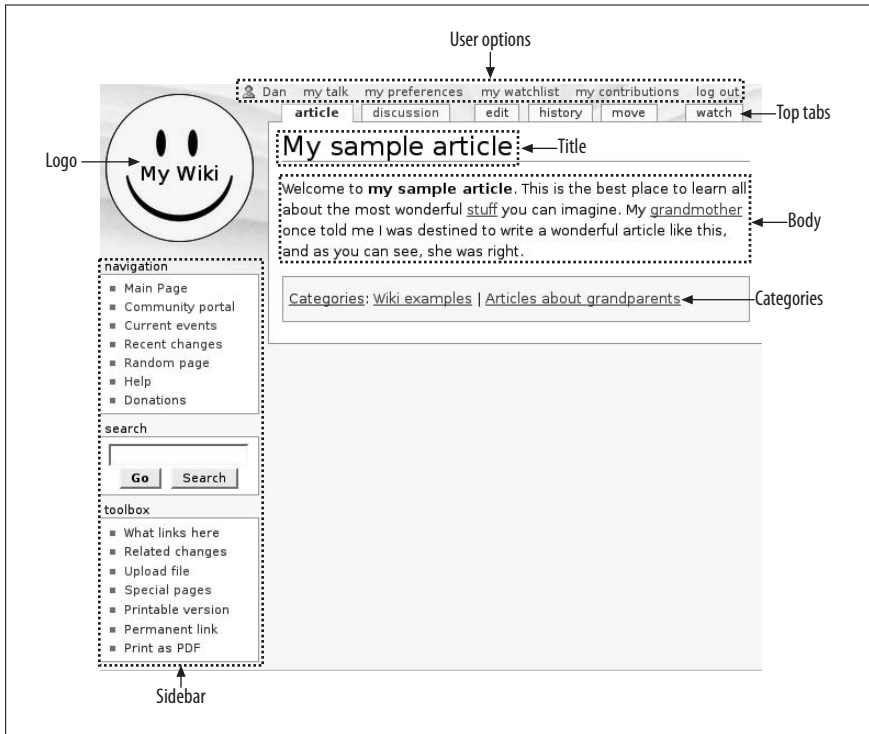 User options
Dan my talk my preferences my watchlist my contributions log out
article discussion edit history move watch
Top tabs
Logo
My Wiki
My sample article
Title
Welcome to my sample article. This is the best place to learn all
about the most wonderful stuff you can imagine. My grandmother
once told me I was destined to write a wonderful article like this,
and as you can see, she was right.
Body
Categories: Wiki examples | Articles about grandparents
Categories
navigation
Main Page
Community portal
Current events
Recent changes
Random page
Help
Donations
search
Go Search
toolbox
What links here
Related changes
Upload file
Special pages
Printable version
Permanent link
Print as PDF
Sidebar